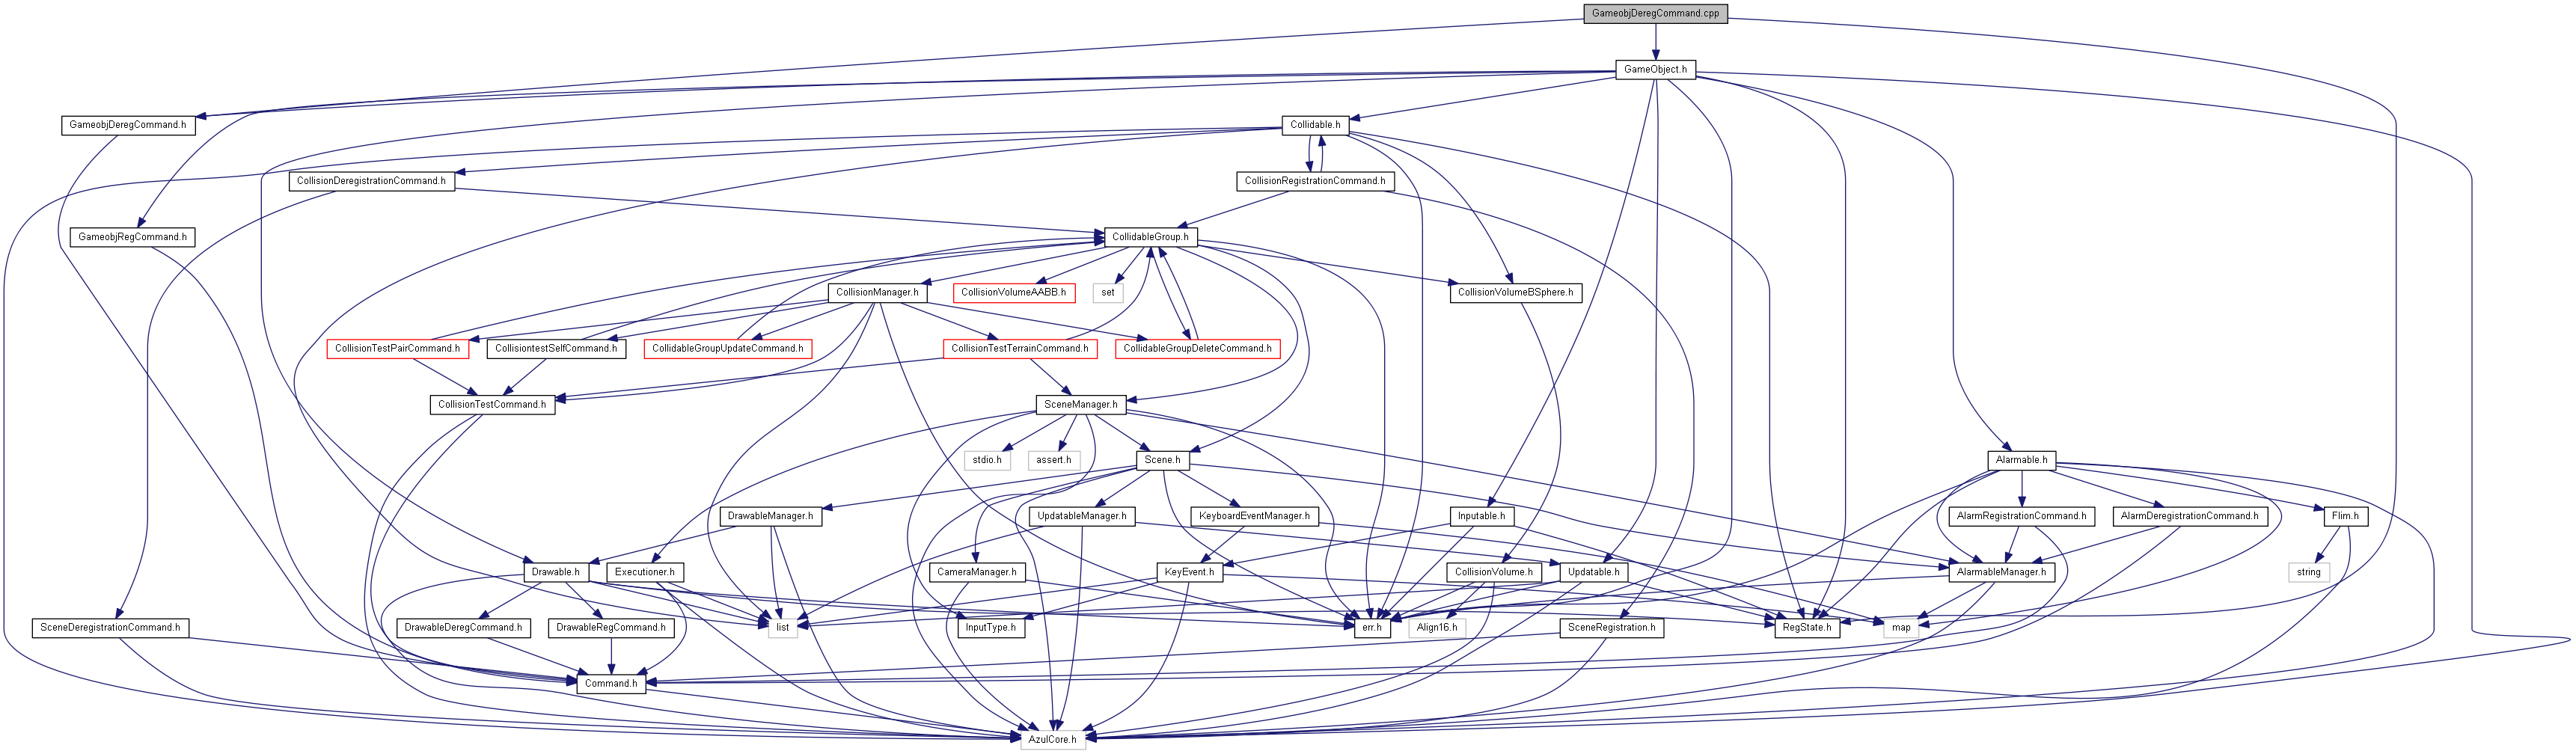 GameobjDeregCommand.cpp
GameObject.h
GameobjDeregCommand.h
Collidable.h
CollisionDeregistrationCommand.h
CollisionRegistrationCommand.h
GameobjRegCommand.h
CollidableGroup.h
CollisionManager.h
CollisionVolumeAABB.h
set
CollisionVolumeBSphere.h
CollisionTestPairCommand.h
CollisiontestSelfCommand.h
CollidableGroupUpdateCommand.h
CollisionTestTerrainCommand.h
CollidableGroupDeleteCommand.h
CollisionTestCommand.h
SceneManager.h
stdio.h
assert.h
Scene.h
Alarmable.h
DrawableManager.h
UpdatableManager.h
KeyboardEventManager.h
Inputable.h
AlarmRegistrationCommand.h
AlarmDeregistrationCommand.h
Flim.h
Drawable.h
Executioner.h
CameraManager.h
KeyEvent.h
CollisionVolume.h
Updatable.h
AlarmableManager.h
string
SceneDeregistrationCommand.h
DrawableDeregCommand.h
DrawableRegCommand.h
list
InputType.h
err.h
Align16.h
SceneRegistration.h
RegState.h
map
Command.h
AzulCore.h